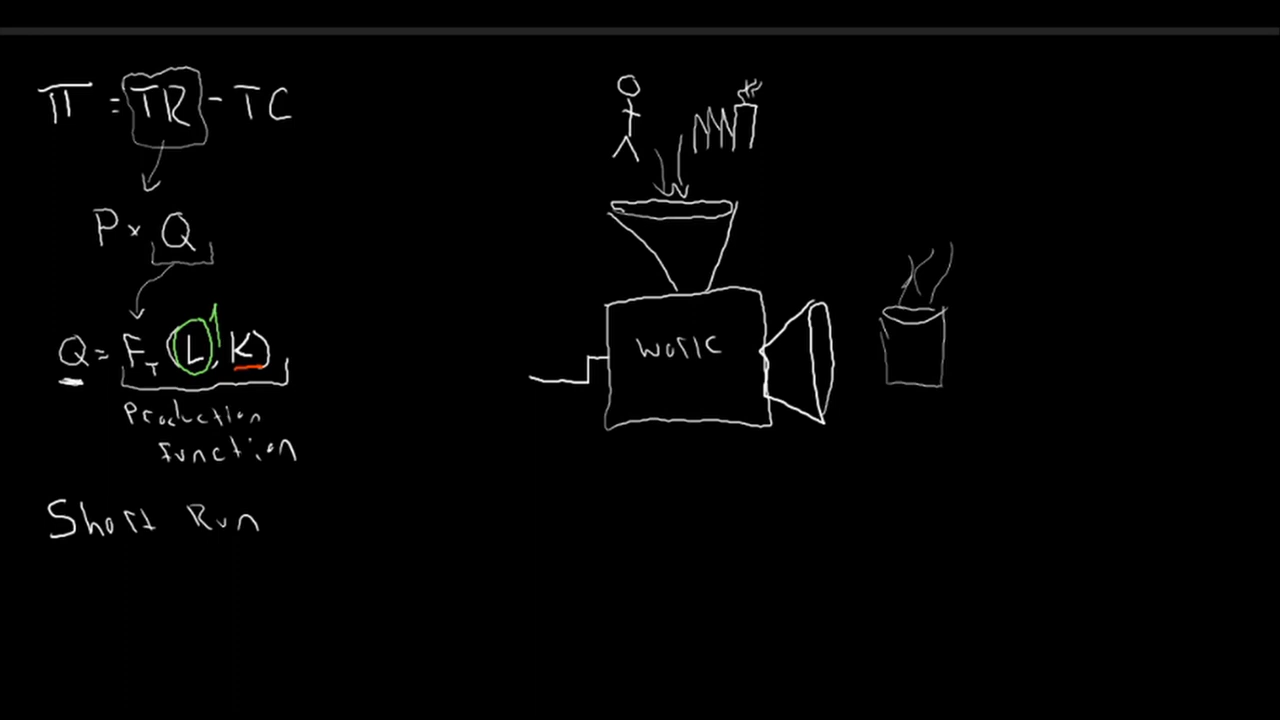 π = TR - TC
P × Q
Q = F_T (L, K)
Production
Function
Short Run
Work